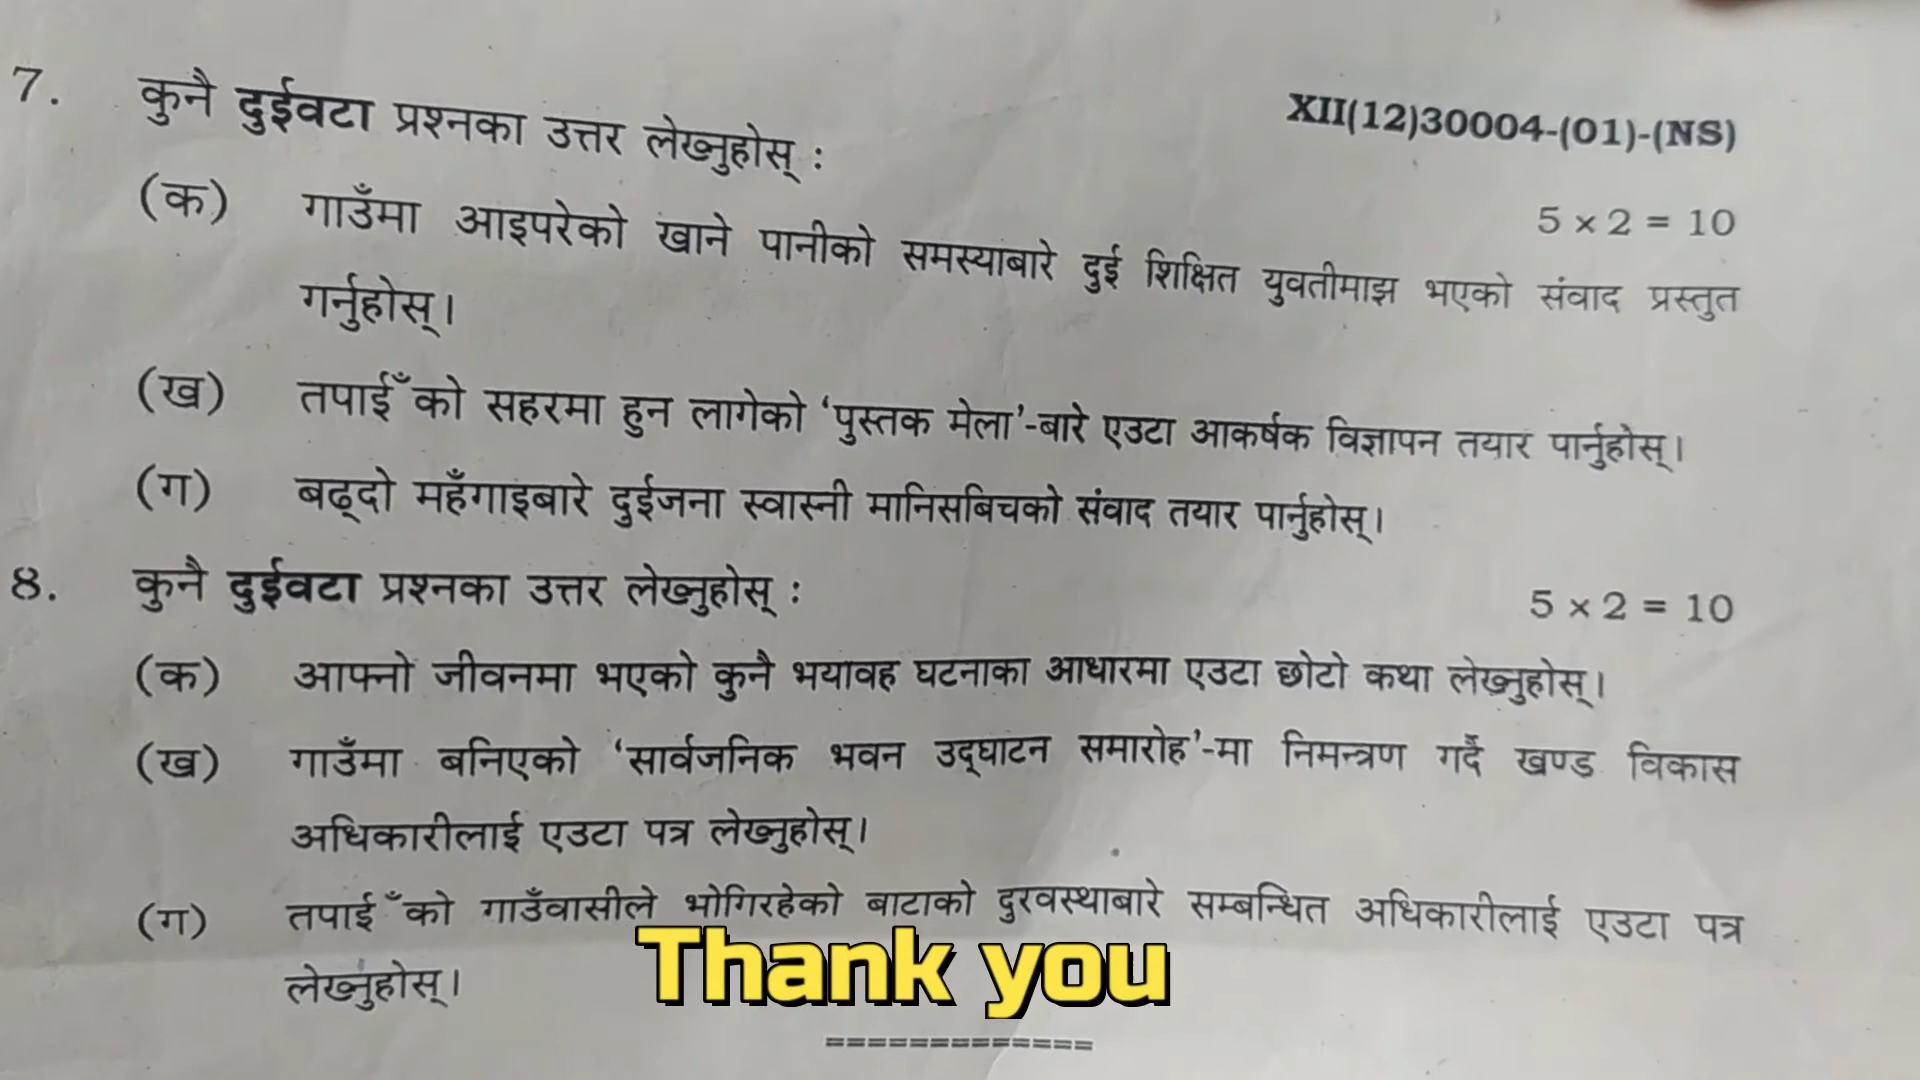 XII(12)30004-(01)-(NS)
7. कुनै दुईवटा प्रश्नका उत्तर लेख्नुहोस् :
5 × 2 = 10
(क) गाउँमा आइपरेको खाने पानीको समस्याबारे दुई शिक्षित युवतीमाझ भएको संवाद प्रस्तुत
गर्नुहोस्।
(ख) तपाईँको सहरमा हुन लागेको ‘पुस्तक मेला’-बारे एउटा आकर्षक विज्ञापन तयार पार्नुहोस्।
(ग) बढ्दो महँगाइबारे दुईजना स्वास्नी मानिसबिचको संवाद तयार पार्नुहोस्।
8. कुनै दुईवटा प्रश्नका उत्तर लेख्नुहोस् :
5 × 2 = 10
(क) आफ्नो जीवनमा भएको कुनै भयावह घटनाका आधारमा एउटा छोटो कथा लेख्नुहोस्।
(ख) गाउँमा बनिएको ‘सार्वजनिक भवन उद्‌घाटन समारोह’-मा निमन्त्रण गर्दै खण्ड विकास
अधिकारीलाई एउटा पत्र लेख्नुहोस्।
(ग) तपाईँको गाउँवासीले भोगिरहेको बाटाको दुरवस्थाबारे सम्बन्धित अधिकारीलाई एउटा पत्र
लेख्नुहोस्।
Thank you
=============